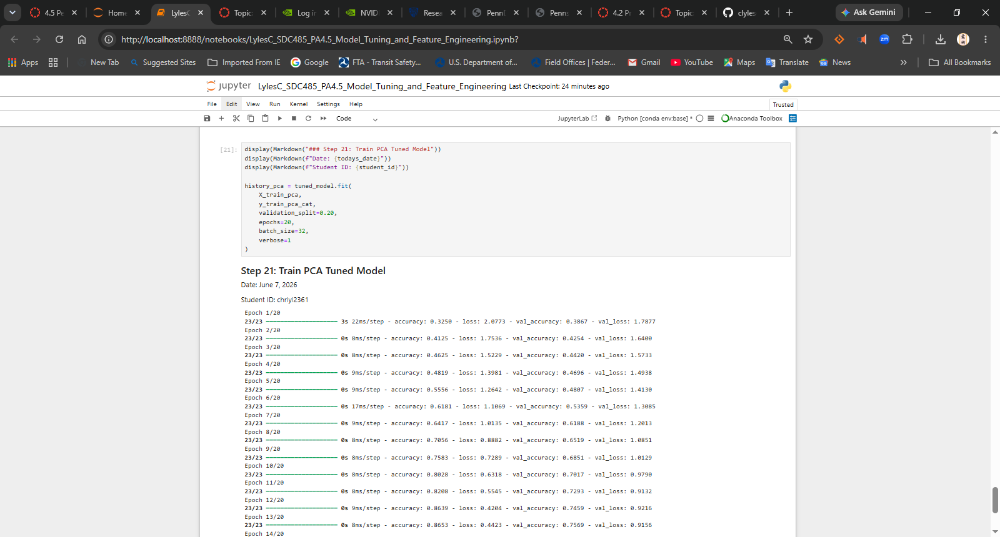 4.5 Pe
Home
LylesC
Topic:
Log in
NVIDI
Resea
PennD
Penns
4.2 Pr
Topic
clyles
Ask Gemini
http://localhost:8888/notebooks/LylesC_SDC485_PA4.5_Model_Tuning_and_Feature_Engineering.ipynb?
zm
Apps
New Tab
Suggested Sites
Imported From IE
Google
FTA - Transit Safety...
U.S. Department of...
Field Offices | Feder...
Gmail
YouTube
Maps
Translate
News
»
All Bookmarks
jupyter LylesC_SDC485_PA4.5_Model_Tuning_and_Feature_Engineering Last Checkpoint: 24 minutes ago
File Edit View Run Kernel Settings Help
Trusted
Code
JupyterLab
Python [conda env:base] *
Anaconda Toolbox
[21]:
display(Markdown("### Step 21: Train PCA Tuned Model"))
display(Markdown(f"Date: {todays_date}"))
display(Markdown(f"Student ID: {student_id}"))
history_pca = tuned_model.fit(
X_train_pca,
y_train_pca_cat,
validation_split=0.20,
epochs=20,
batch_size=32,
verbose=1
)
Step 21: Train PCA Tuned Model
Date: June 7, 2026
Student ID: chrlyl2361
Epoch 1/20
23/23 3s 22ms/step - accuracy: 0.3250 - loss: 2.0773 - val_accuracy: 0.3867 - val_loss: 1.7877
Epoch 2/20
23/23 0s 8ms/step - accuracy: 0.4125 - loss: 1.7536 - val_accuracy: 0.4254 - val_loss: 1.6400
Epoch 3/20
23/23 0s 8ms/step - accuracy: 0.4625 - loss: 1.5229 - val_accuracy: 0.4420 - val_loss: 1.5733
Epoch 4/20
23/23 0s 9ms/step - accuracy: 0.4819 - loss: 1.3981 - val_accuracy: 0.4696 - val_loss: 1.4938
Epoch 5/20
23/23 0s 9ms/step - accuracy: 0.5556 - loss: 1.2642 - val_accuracy: 0.4807 - val_loss: 1.4130
Epoch 6/20
23/23 0s 17ms/step - accuracy: 0.6181 - loss: 1.1069 - val_accuracy: 0.5359 - val_loss: 1.3085
Epoch 7/20
23/23 0s 9ms/step - accuracy: 0.6417 - loss: 1.0135 - val_accuracy: 0.6188 - val_loss: 1.2013
Epoch 8/20
23/23 0s 8ms/step - accuracy: 0.7056 - loss: 0.8882 - val_accuracy: 0.6519 - val_loss: 1.0851
Epoch 9/20
23/23 0s 8ms/step - accuracy: 0.7583 - loss: 0.7289 - val_accuracy: 0.6851 - val_loss: 1.0129
Epoch 10/20
23/23 0s 8ms/step - accuracy: 0.8028 - loss: 0.6318 - val_accuracy: 0.7017 - val_loss: 0.9790
Epoch 11/20
23/23 0s 8ms/step - accuracy: 0.8208 - loss: 0.5545 - val_accuracy: 0.7293 - val_loss: 0.9132
Epoch 12/20
23/23 0s 9ms/step - accuracy: 0.8639 - loss: 0.4204 - val_accuracy: 0.7459 - val_loss: 0.9216
Epoch 13/20
23/23 0s 8ms/step - accuracy: 0.8653 - loss: 0.4423 - val_accuracy: 0.7569 - val_loss: 0.9156
Epoch 14/20